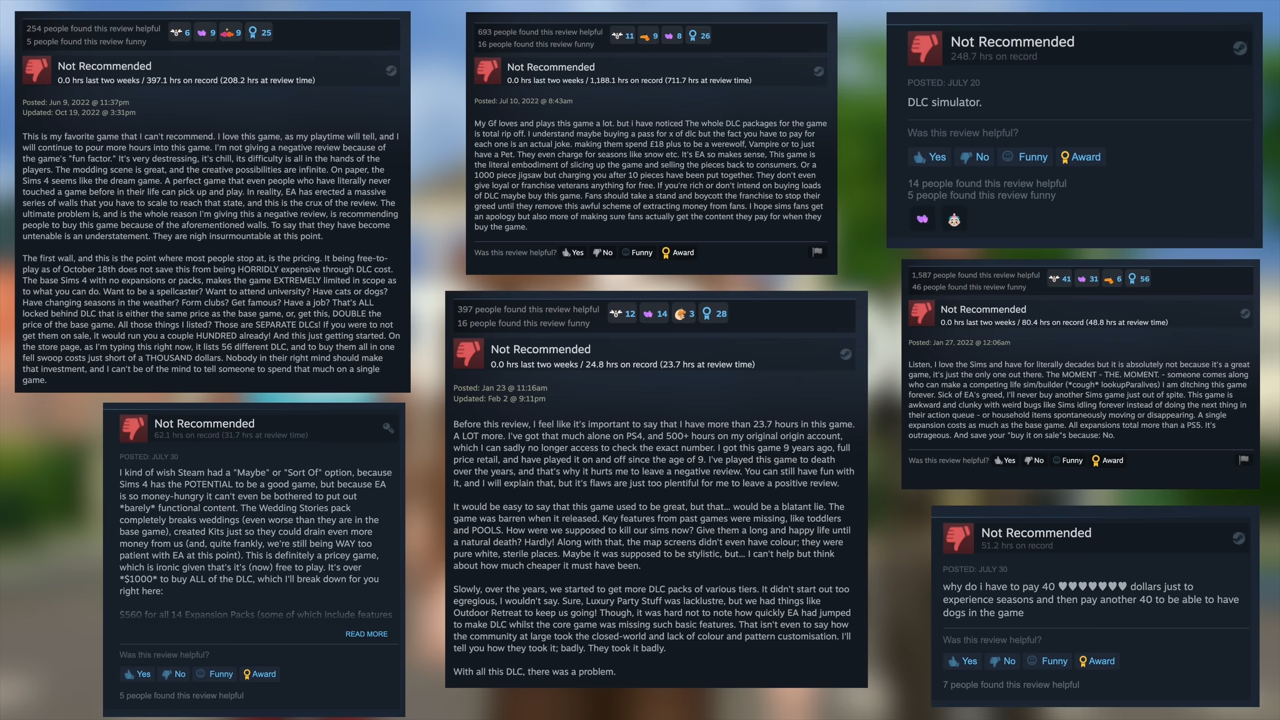 254 people found this review helpful
5 people found this review funny
6
9
9
25
Not Recommended
0.0 hrs last two weeks / 397.1 hrs on record (208.2 hrs at review time)
Posted: Jun 9, 2022 @ 11:37pm
Updated: Oct 19, 2022 @ 3:31pm
This is my favorite game that I can't recommend. I love this game, as my playtime will tell, and I
will continue to pour more hours into this game. I'm not giving a negative review because of
the game's "fun factor." It's very destressing, it's chill, its difficulty is all in the hands of the
players. The modding scene is great, and the creative possibilities are infinite. On paper, the
Sims 4 seems like the dream game. A perfect game that even people who have literally never
touched a game before in their life can pick up and play. In reality, EA has erected a massive
series of walls that you have to scale to reach that state, and this is the crux of the review. The
ultimate problem is, and is the whole reason I'm giving this a negative review, is recommending
people to buy this game because of the aforementioned walls. To say that they have become
untenable is an understatement. They are nigh insurmountable at this point.
The first wall, and this is the point where most people stop at, is the pricing. It being free-to-
play as of October 18th does not save this from being HORRIDLY expensive through DLC cost.
The base Sims 4 with no expansions or packs, makes the game EXTREMELY limited in scope as
to what you can do. Want to be a spellcaster? Want to attend university? Have cats or dogs?
Have changing seasons in the weather? Form clubs? Get famous? Have a job? That's ALL
locked behind DLC that is either the same price as the base game, or, get this, DOUBLE the
price of the base game. All those things I listed? Those are SEPARATE DLCs! If you were to not
get them on sale, it would run you a couple HUNDRED already! And this just getting started. On
the store page, as I'm typing this right now, it lists 56 different DLC, and to buy them all in one
fell swoop costs just short of a THOUSAND dollars. Nobody in their right mind should make
that investment, and I can't be of the mind to tell someone to spend that much on a single
game.
Not Recommended
62.1 hrs on record (31.7 hrs at review time)
POSTED: JULY 30
I kind of wish Steam had a "Maybe" or "Sort Of" option, because
Sims 4 has the POTENTIAL to be a good game, but because EA
is so money-hungry it can't even be bothered to put out
*barely* functional content. The Wedding Stories pack
completely breaks weddings (even worse than they are in the
base game), created Kits just so they could drain even more
money from us (and, quite frankly, we're still being WAY too
patient with EA at this point). This is definitely a pricey game,
which is ironic given that it's (now) free to play. It's over
*$1000* to buy ALL of the DLC, which I'll break down for you
right here:
$560 for all 14 Expansion Packs (some of which include features
READ MORE
Was this review helpful?
Yes
No
Funny
Award
5 people found this review helpful
693 people found this review helpful
16 people found this review funny
11
9
8
26
Not Recommended
0.0 hrs last two weeks / 1,188.1 hrs on record (711.7 hrs at review time)
Posted: Jul 10, 2022 @ 8:43am
My Gf loves and plays this game a lot. but i have noticed The whole DLC packages for the game
is total rip off. I understand maybe buying a pass for x of dlc but the fact you have to pay for
each one is an actual joke. making them spend £18 plus to be a werewolf, Vampire or to just
have a Pet. They even charge for seasons like snow etc. It's EA so makes sense, This game is
the literal embodiment of slicing up the game and selling the pieces back to consumers. Or a
1000 piece jigsaw but charging you after 10 pieces have been put together. They don't even
give loyal or franchise veterans anything for free. If you're rich or don't intend on buying loads
of DLC maybe buy this game. Fans should take a stand and boycott the franchise to stop their
greed until they remove this awful scheme of extracting money from fans. I hope sims fans get
an apology but also more of making sure fans actually get the content they pay for when they
buy the game.
Was this review helpful?
Yes
No
Funny
Award
397 people found this review helpful
16 people found this review funny
12
14
3
28
Not Recommended
0.0 hrs last two weeks / 24.8 hrs on record (23.7 hrs at review time)
Posted: Jan 23 @ 11:16am
Updated: Feb 2 @ 9:11pm
Before this review, I feel like it's important to say that I have more than 23.7 hours in this game.
A LOT more. I've got that much alone on PS4, and 500+ hours on my original origin account,
which I can sadly no longer access to check the exact number. I got this game 9 years ago, full
price retail, and have played it on and off since the age of 9. I've played this game to death
over the years, and that's why it hurts me to leave a negative review. You can still have fun with
it, and I will explain that, but it's flaws are just too plentiful for me to leave a positive review.
It would be easy to say that this game used to be great, but that... would be a blatant lie. The
game was barren when it released. Key features from past games were missing, like toddlers
and POOLS. How were we supposed to kill our sims now? Give them a long and happy life until
a natural death? Hardly! Along with that, the map screens didn't even have colour; they were
pure white, sterile places. Maybe it was supposed to be stylistic, but... I can't help but think
about how much cheaper it must have been.
Slowly, over the years, we started to get more DLC packs of various tiers. It didn't start out too
egregious, I wouldn't say. Sure, Luxury Party Stuff was lacklustre, but we had things like
Outdoor Retreat to keep us going! Though, it was hard not to note how quickly EA had jumped
to make DLC whilst the core game was missing such basic features. That isn't even to say how
the community at large took the closed-world and lack of colour and pattern customisation. I'll
tell you how they took it; badly. They took it badly.
With all this DLC, there was a problem.
Not Recommended
248.7 hrs on record
POSTED: JULY 20
DLC simulator.
Was this review helpful?
Yes
No
Funny
Award
14 people found this review helpful
5 people found this review funny
1,587 people found this review helpful
46 people found this review funny
41
31
6
56
Not Recommended
0.0 hrs last two weeks / 80.4 hrs on record (48.8 hrs at review time)
Posted: Jan 27, 2022 @ 12:06am
Listen, I love the Sims and have for literally decades but it is absolutely not because it's a great
game, it's just the only one out there. The MOMENT - THE. MOMENT. - someone comes along
who can make a competing life sim/builder (*cough* lookupParalives) I am ditching this game
forever. Sick of EA's greed, I'll never buy another Sims game just out of spite. This game is
awkward and clunky with weird bugs like Sims idling forever instead of doing the next thing in
their action queue - or household items spontaneously moving or disappearing. A single
expansion costs as much as the base game. All expansions total more than a PS5. It's
outrageous. And save your "buy it on sale"because: No.
Was this review helpful?
Yes
No
Funny
Award
Not Recommended
51.2 hrs on record
POSTED: JULY 30
why do i have to pay 40 ♥♥♥♥♥♥♥ dollars just to
experience seasons and then pay another 40 to be able to have
dogs in the game
Was this review helpful?
Yes
No
Funny
Award
7 people found this review helpful